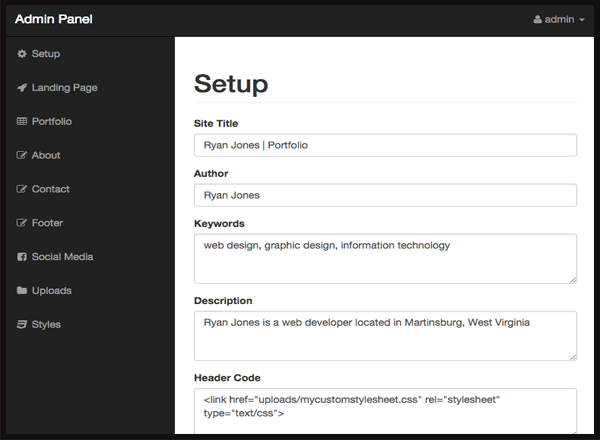 Admin Panel
admin
Setup
Landing Page
Portfolio
About
Contact
Footer
Social Media
Uploads
Styles
Setup
Site Title
Ryan Jones | Portfolio
Author
Ryan Jones
Keywords
web design, graphic design, information technology
Description
Ryan Jones is a web developer located in Martinsburg, West Virginia
Header Code
<link href="uploads/mycustomstylesheet.css" rel="stylesheet"
type="text/css">